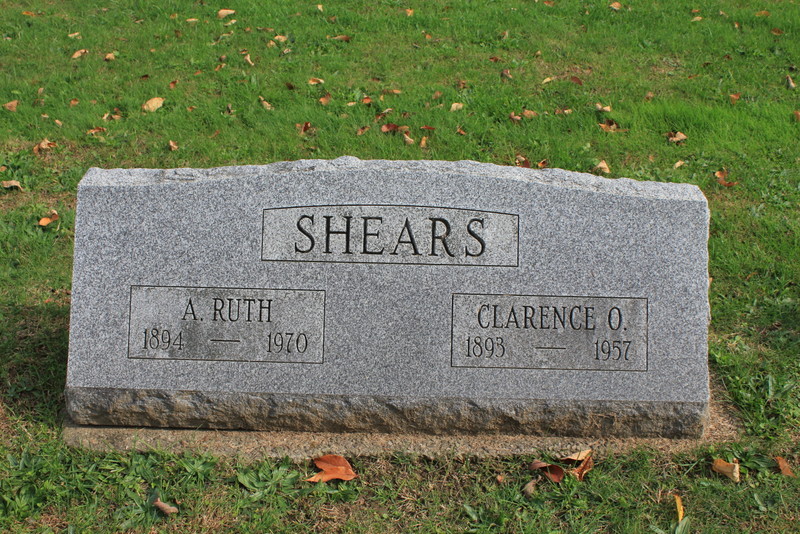 SHEARS
A. RUTH
1894 — 1970
CLARENCE O.
1893 — 1957